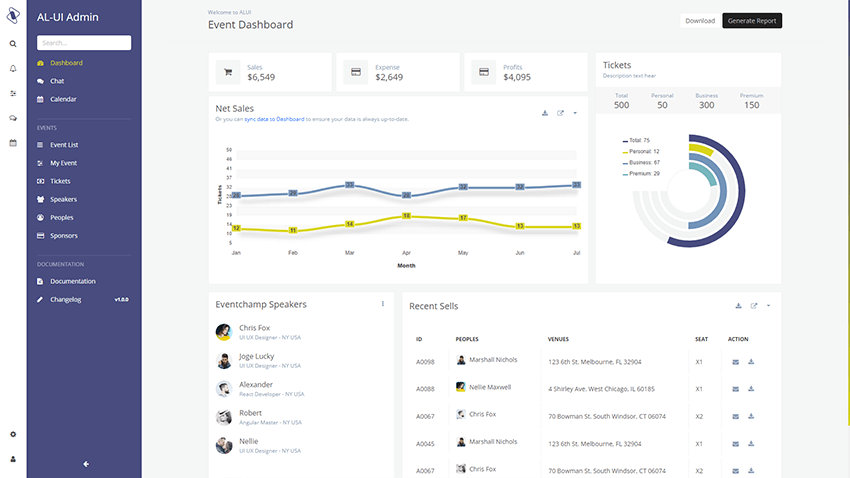 AL-UI Admin
Search...
Dashboard
Chat
Calendar
EVENTS
Event List
My Event
Tickets
Speakers
Peoples
Sponsors
DOCUMENTATION
Documentation
Changelog v1.0.0
Welcome to ALUI
Event Dashboard
Download Generate Report
Sales
$6,549
Expense
$2,649
Profits
$4,095
Net Sales
Or you can sync data to Dashboard to ensure your data is always up-to-date.
Tickets
50
46
41
37
32
28
23
19
14
10
5
29 33 28 32 32 33
12 11 14 18 17 13 13
Jan Feb Mar Apr May Jun Jul
Month
Tickets
Description text hear
Total Personal Business Premium
500 50 300 150
Total: 75
Personal: 12
Business: 67
Premium: 29
Eventchamp Speakers
Chris Fox
UI UX Designer - NY USA
Joge Lucky
UI UX Designer - NY USA
Alexander
React Developer - NY USA
Robert
Angular Master - NY USA
Nellie
UI UX Designer - NY USA
Recent Sells
ID PEOPLES VENUES SEAT ACTION
A0098 Marshall Nichols 123 6th St. Melbourne, FL 32904 X1
A0088 Nellie Maxwell 4 Shirley Ave. West Chicago, IL 60185 X1
A0067 Chris Fox 70 Bowman St. South Windsor, CT 06074 X2
A0045 Marshall Nichols 123 6th St. Melbourne, FL 32904 X1
A0067 Chris Fox 70 Bowman St. South Windsor, CT 06074 X2